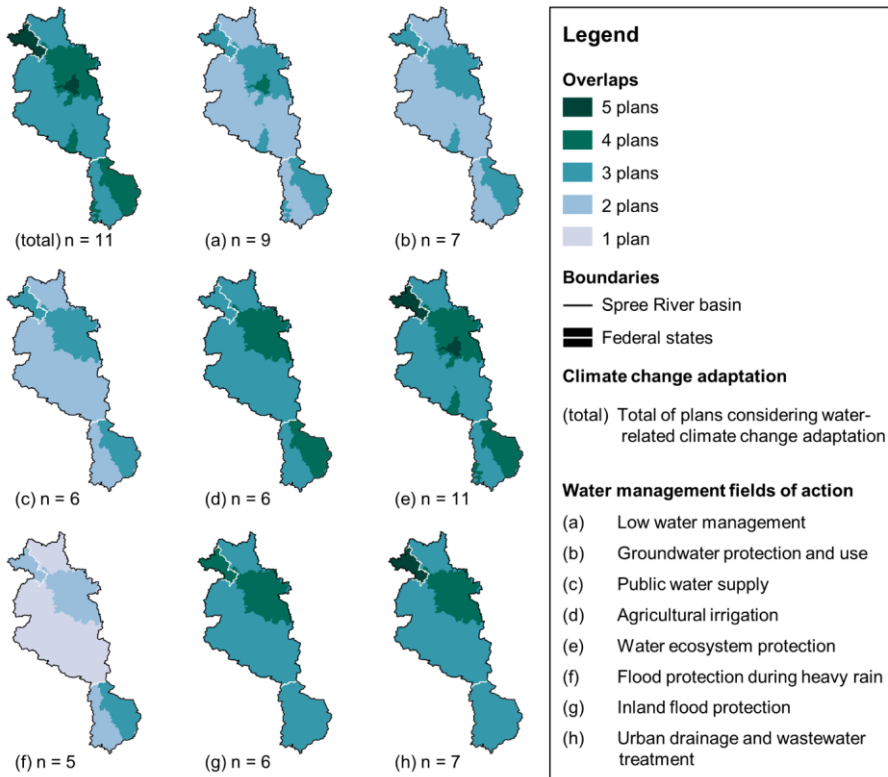 (total) n = 11
(a) n = 9
(b) n = 7
(c) n = 6
(d) n = 6
(e) n = 11
(f) n = 5
(g) n = 6
(h) n = 7
Legend
Overlaps
5 plans
4 plans
3 plans
2 plans
1 plan
Boundaries
Spree River basin
Federal states
Climate change adaptation
(total) Total of plans considering water-
related climate change adaptation
Water management fields of action
(a) Low water management
(b) Groundwater protection and use
(c) Public water supply
(d) Agricultural irrigation
(e) Water ecosystem protection
(f) Flood protection during heavy rain
(g) Inland flood protection
(h) Urban drainage and wastewater
treatment